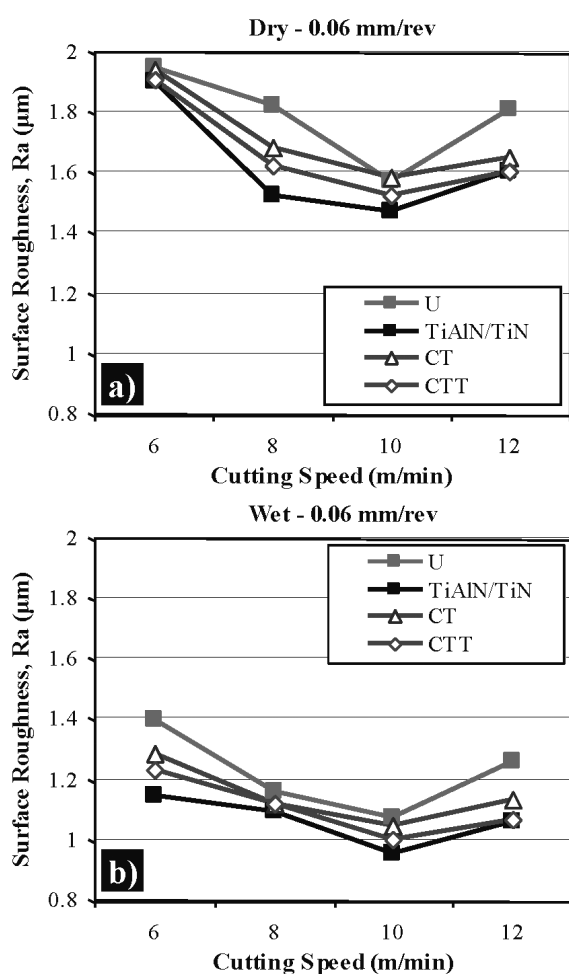 Dry - 0.06 mm/rev
2
1.8
1.6
1.4
1.2
1
0.8
Surface Roughness, Ra (µm)
U
TiAlN/TiN
CT
CTT
a)
6 8 10 12
Cutting Speed (m/min)
Wet - 0.06 mm/rev
2
1.8
1.6
1.4
1.2
1
0.8
Surface Roughness, Ra (µm)
U
TiAlN/TiN
CT
CTT
b)
6 8 10 12
Cutting Speed (m/min)